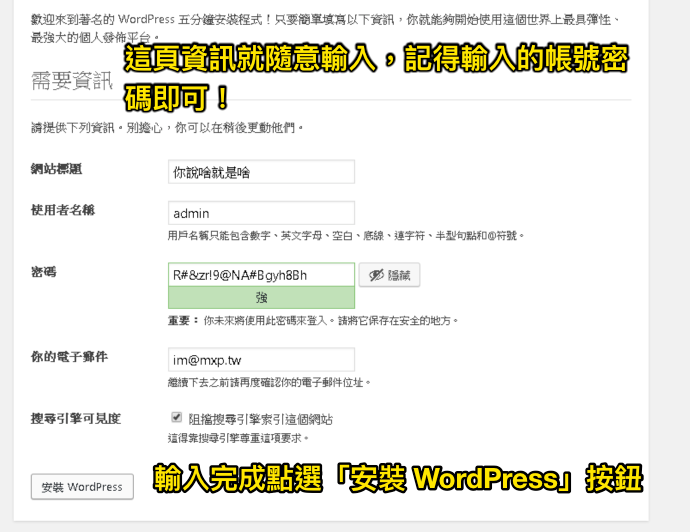 歡迎來到著名的 WordPress 五分鐘安裝程式！只要簡單填寫以下資訊，你就能夠開始使用這個世界上最具彈性、
最強大的個人發佈平台。
這頁資訊就隨意輸入，記得輸入的帳號密
碼即可！
需要資訊
請提供下列資訊。別擔心，你可以在稍後更動他們。
網站標題
你說啥就是啥
使用者名稱
admin
用戶名稱只能包含數字、英文字母、空白、底線、連字符、半型句點和@符號。
密碼
R#&zr!9@NA#Bgyh8Bh
隱藏
強
重要： 你未來將使用此密碼來登入。請將它保存在安全的地方。
你的電子郵件
im@mxp.tw
繼續下去之前請再度確認你的電子郵件位址。
搜尋引擎可見度
阻擋搜尋引擎索引這個網站
這得靠搜尋引擎尊重這項要求。
安裝 WordPress
輸入完成點選「安裝 WordPress」按鈕